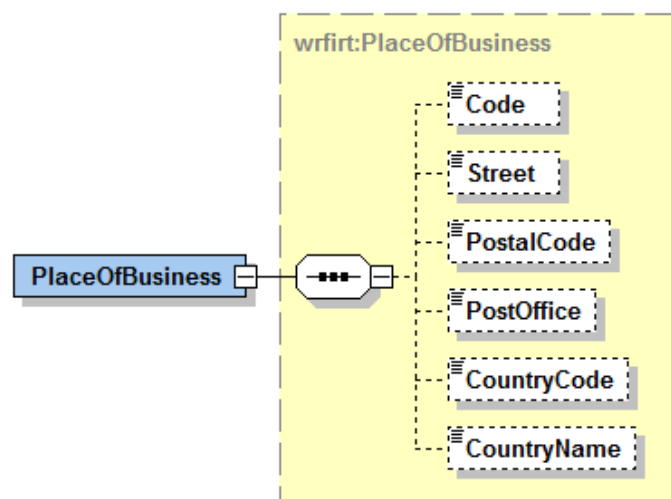 wrfirt:PlaceOfBusiness
Code
Street
PostalCode
PlaceOfBusiness
PostOffice
CountryCode
CountryName